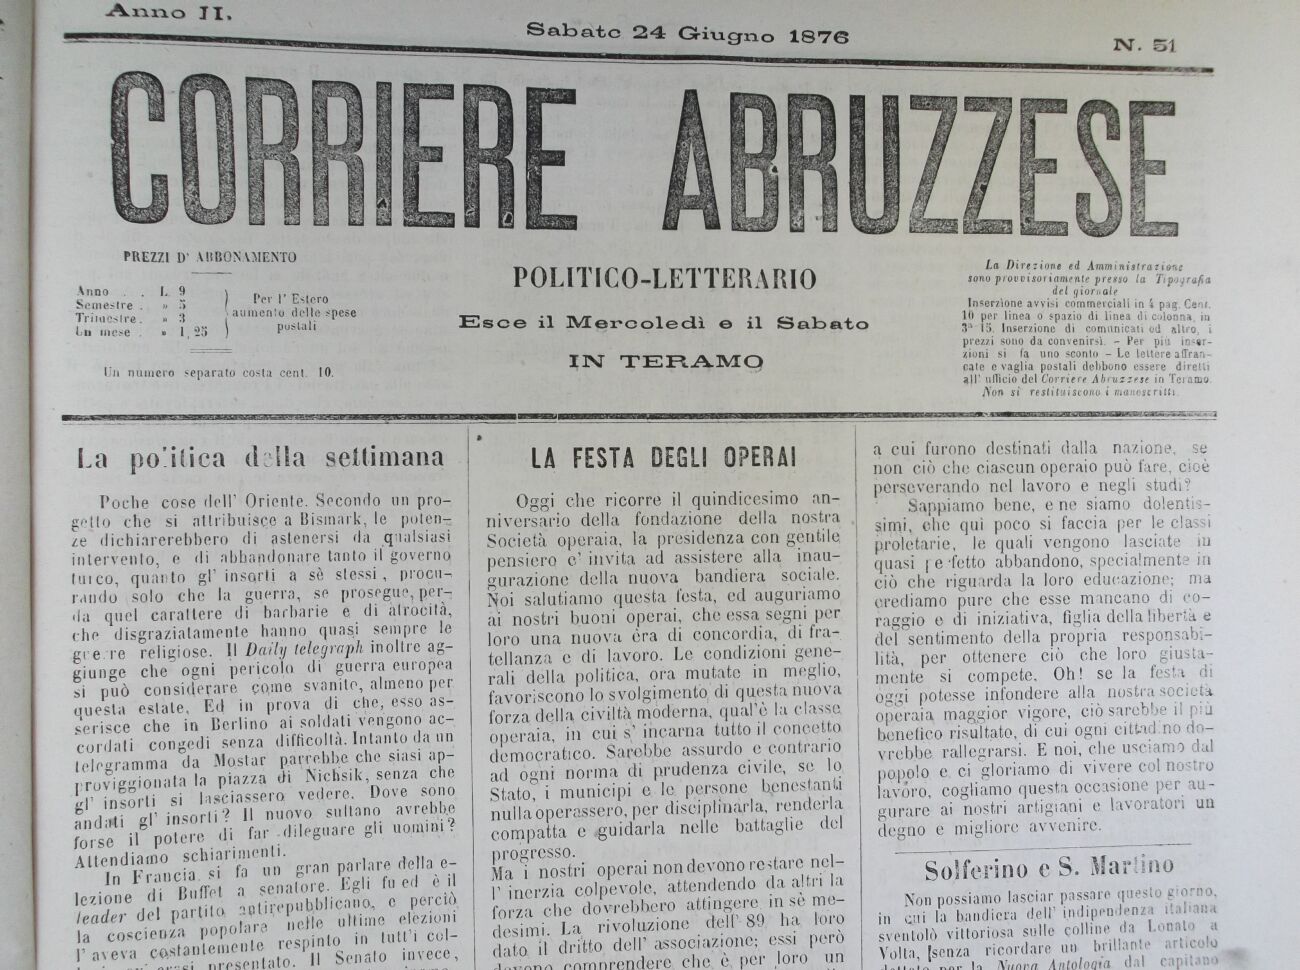 Anno II.
Sabato 24 Giugno 1876
N. 51
CORRIERE ABRUZZESE
PREZZI D' ABBONAMENTO
Anno . . L. 9
Semestre . » 5
Trimestre . » 3
Un mese . » 1,25
Per l' Estero
aumento delle spese
postali
Un numero separato costa cent. 10.
POLITICO-LETTERARIO
Esce il Mercoledì e il Sabato
IN TERAMO
La Direzione ed Amministrazione
sono provvisoriamente presso la Tipografia
del giornale
Inserzione avvisi commerciali in 4 pag. Cent.
10 per linea o spazio di linea di colonna, in
3ª 15. Inserzione di comunicati od altro, i
prezzi sono da convenirsi. - Per più inser-
zioni si fa uno sconto - Le lettere affran-
cate e vaglia postali debbono essere diretti
all' ufficio del Corriere Abruzzese in Teramo.
Non si restituiscono i manoscritti.
La politica della settimana
Poche cose dell' Oriente. Secondo un pro-
getto che si attribuisce a Bismark, le poten-
ze dichiarerebbero di astenersi da qualsiasi
intervento, e di abbandonare tanto il governo
turco, quanto gl' insorti a sè stessi, procu-
rando solo che la guerra, se prosegue, per-
da quel carattere di barbarie e di atrocità,
che disgraziatamente hanno quasi sempre le
guerre religiose. Il Daily telegraph inoltre ag-
giunge che ogni pericolo di guerra europea
si può considerare come svanito, almeno per
questa estate. Ed in prova di che, esso as-
serisce che in Berlino ai soldati vengono ac-
cordati congedi senza difficoltà. Intanto da un
telegramma da Mostar parrebbe che siasi ap-
proviggionata la piazza di Nichsik, senza che
gl' insorti si lasciassero vedere. Dove sono
andati gl' insorti? Il nuovo sultano avrebbe
forse il potere di far dileguare gli uomini?
Attendiamo schiarimenti.
In Francia si fa un gran parlare della e-
lezione di Buffet a senatore. Egli fu ed è il
leader del partito antirepubblicano, e perciò
la coscienza popolare nelle ultime elezioni
l' aveva costantemente respinto in tutt'i col-
presentato. Il Senato invece,
LA FESTA DEGLI OPERAI
Oggi che ricorre il quindicesimo an-
niversario della fondazione della nostra
Società operaia, la presidenza con gentile
pensiero c' invita ad assistere alla inau-
gurazione della nuova bandiera sociale.
Noi salutiamo questa festa, ed auguriamo
ai nostri buoni operai, che essa segni per
loro una nuova éra di concordia, di fra-
tellanza e di lavoro. Le condizioni gene-
rali della politica, ora mutate in meglio,
favoriscono lo svolgimento di questa nuova
forza della civiltà moderna, qual'è la classe
operaia, in cui s' incarna tutto il concetto
democratico. Sarebbe assurdo e contrario
ad ogni norma di prudenza civile, se lo
Stato, i municipi e le persone benestanti
nulla operassero, per disciplinarla, renderla
compatta e guidarla nelle battaglie del
progresso.
Ma i nostri operai non devono restare nel-
l' inerzia colpevole, attendendo da altri la
forza che dovrebbero attingere in sè me-
desimi. La rivoluzione dell' 89 ha loro
dato il dritto dell' associazione; essi però
devono comprendere che è per loro un
a cui furono destinati dalla nazione, se
non ciò che ciascun operaio può fare, cioè
perseverando nel lavoro e negli studi?
Sappiamo bene, e ne siamo dolentis-
simi, che qui poco si faccia per le classi
proletarie, le quali vengono lasciate in
quasi perfetto abbandono, specialmente in
ciò che riguarda la loro educazione; ma
crediamo pure che esse mancano di co-
raggio e di iniziativa, figlia della libertà e
del sentimento della propria responsabi-
lità, per ottenere ciò che loro giusta-
mente si compete. Oh! se la festa di
oggi potesse infondere alla nostra società
operaia maggior vigore, ciò sarebbe il più
benefico risultato, di cui ogni cittadino do-
vrebbe rallegrarsi. E noi, che usciamo dal
popolo e ci gloriamo di vivere col nostro
lavoro, cogliamo questa occasione per au-
gurare ai nostri artigiani e lavoratori un
degno e migliore avvenire.
Solferino e S. Martino
Non possiamo lasciar passare questo giorno,
in cui la bandiera dell' indipendenza italiana
sventolò vittoriosa sulle colline da Lonato a
Volta, senza ricordare un brillante articolo
per la Nuova Antologia dal capitano